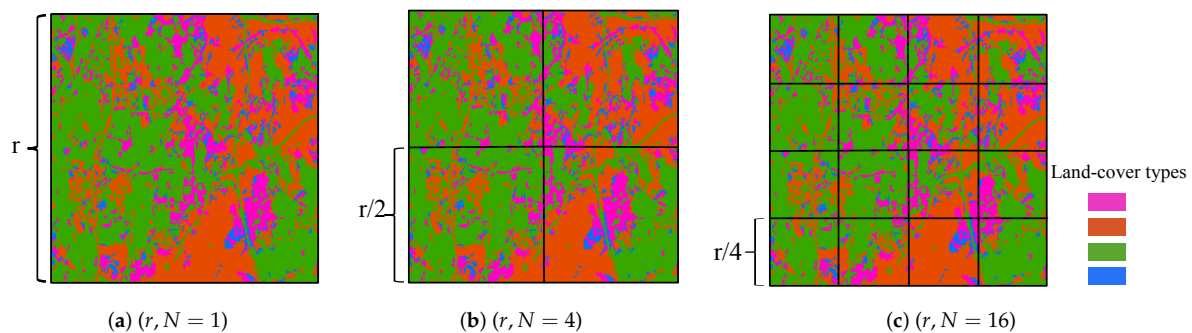 r
r/2
r/4
Land-cover types
(a) (r, N = 1)
(b) (r, N = 4)
(c) (r, N = 16)